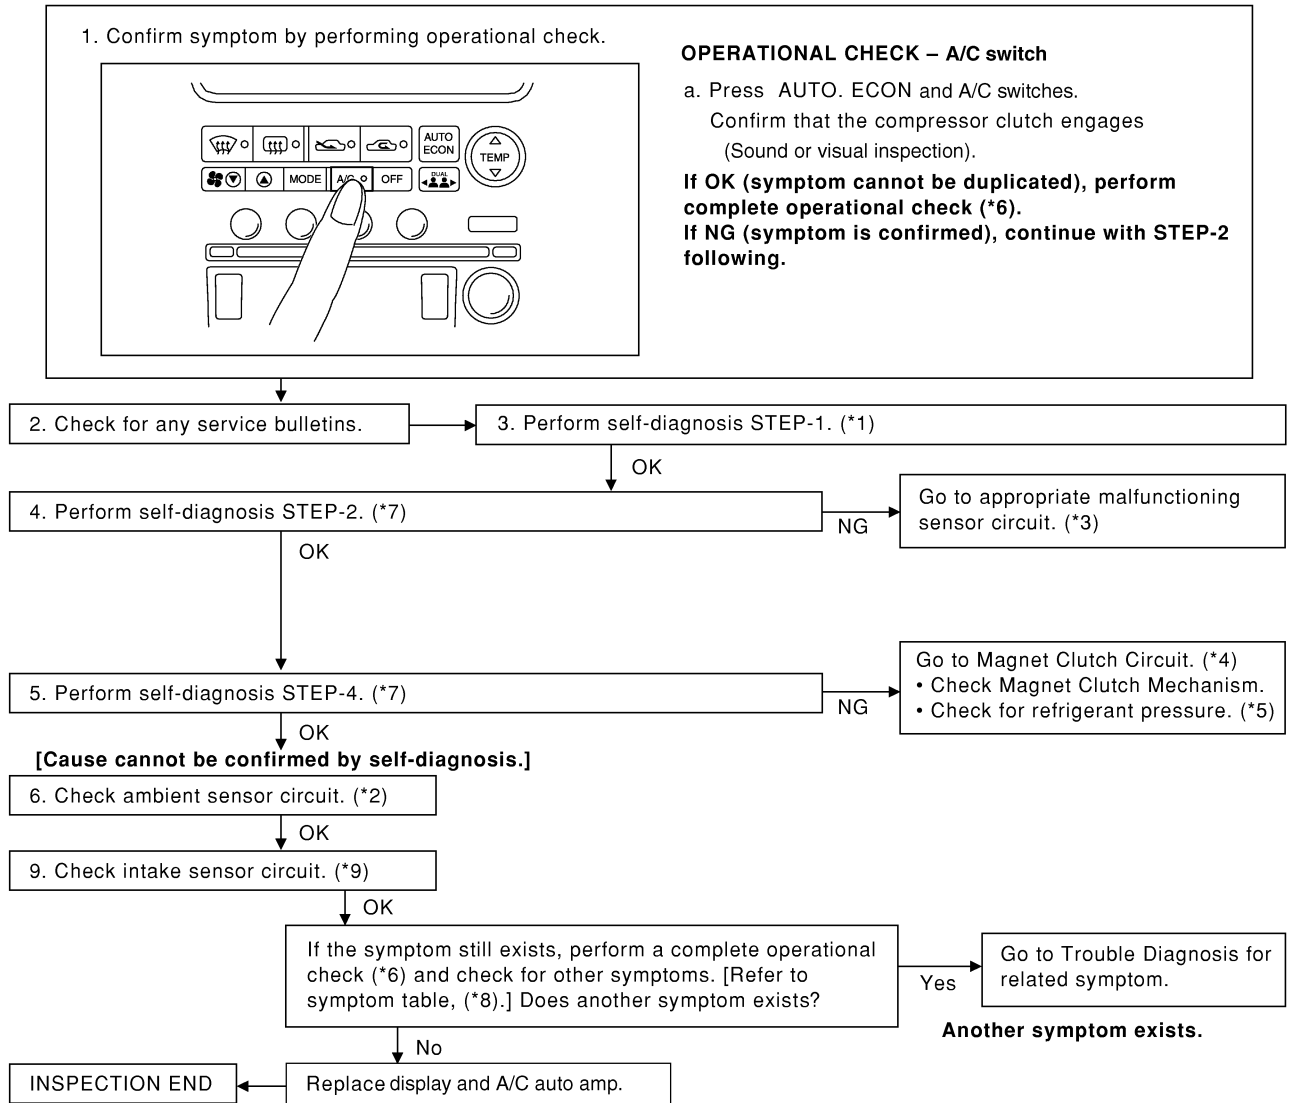 1. Confirm symptom by performing operational check.
AUTO
ECON
TEMP
MODE
A/C
OFF
DUAL
OPERATIONAL CHECK – A/C switch
a. Press AUTO. ECON and A/C switches.
Confirm that the compressor clutch engages
(Sound or visual inspection).
If OK (symptom cannot be duplicated), perform
complete operational check (*6).
If NG (symptom is confirmed), continue with STEP-2
following.
2. Check for any service bulletins.
3. Perform self-diagnosis STEP-1. (*1)
OK
4. Perform self-diagnosis STEP-2. (*7)
NG
Go to appropriate malfunctioning
sensor circuit. (*3)
OK
5. Perform self-diagnosis STEP-4. (*7)
NG
Go to Magnet Clutch Circuit. (*4)
• Check Magnet Clutch Mechanism.
• Check for refrigerant pressure. (*5)
OK
[Cause cannot be confirmed by self-diagnosis.]
6. Check ambient sensor circuit. (*2)
OK
9. Check intake sensor circuit. (*9)
OK
If the symptom still exists, perform a complete operational
check (*6) and check for other symptoms. [Refer to
symptom table, (*8).] Does another symptom exists?
Yes
Go to Trouble Diagnosis for
related symptom.
Another symptom exists.
No
Replace display and A/C auto amp.
INSPECTION END